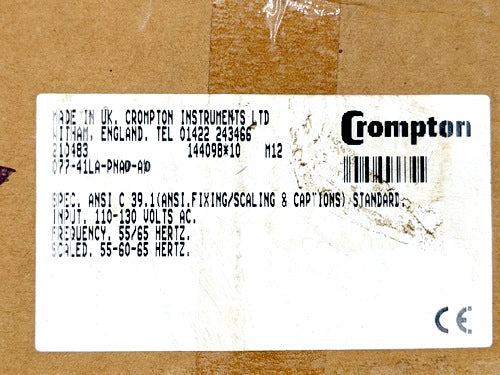 MADE IN UK. CROMPTON INSTRUMENTS LTD
WITHAM. ENGLAND. TEL 01422 243466
210483 144098*10 M12
077-41LA-PNAO-AO
Crompton
SPEC. ANSI C 39.1(ANSI.FIXING/SCALING & CAPTIONS) STANDARD.
INPUT. 110-130 VOLTS AC.
FREQUENCY. 55/65 HERTZ.
SCALED. 55-60-65 HERTZ.
CE